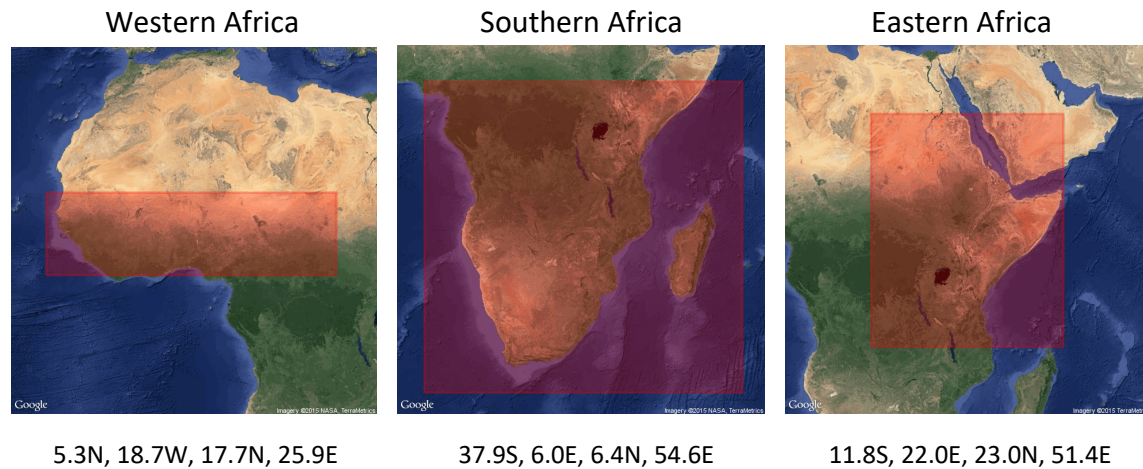 Western Africa
Southern Africa
Eastern Africa
Google
Imagery ©2015 NASA, TerraMetrics
Google
Imagery ©2015 NASA, TerraMetrics
Google
Imagery ©2015 NASA, TerraMetrics
5.3N, 18.7W, 17.7N, 25.9E
37.9S, 6.0E, 6.4N, 54.6E
11.8S, 22.0E, 23.0N, 51.4E